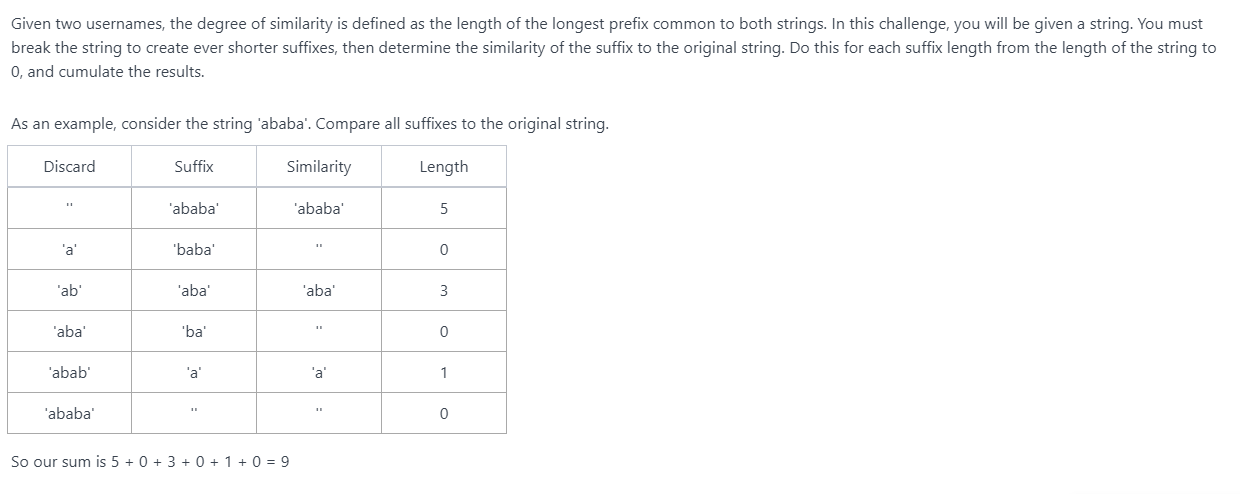 Given two usernames, the degree of similarity is defined as the length of the longest prefix common to both strings. In this challenge, you will be given a string. You must
break the string to create ever shorter suffixes, then determine the similarity of the suffix to the original string. Do this for each suffix length from the length of the string to
0, and cumulate the results.
As an example, consider the string 'ababa'. Compare all suffixes to the original string.
Discard Suffix Similarity Length
'' 'ababa' 'ababa' 5
'a' 'baba' '' 0
'ab' 'aba' 'aba' 3
'aba' 'ba' '' 0
'abab' 'a' 'a' 1
'ababa' '' '' 0
So our sum is 5 + 0 + 3 + 0 + 1 + 0 = 9